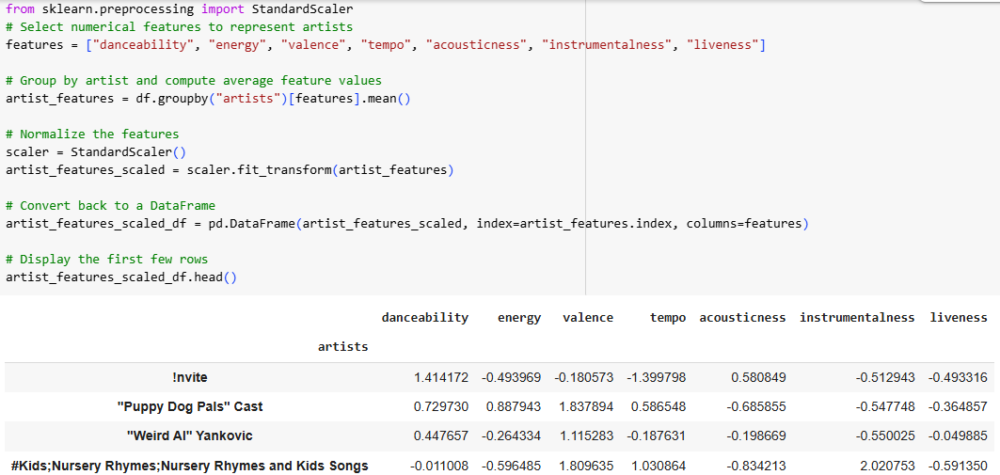 from sklearn.preprocessing import StandardScaler
# Select numerical features to represent artists
features = ["danceability", "energy", "valence", "tempo", "acousticness", "instrumentalness", "liveness"]
# Group by artist and compute average feature values
artist_features = df.groupby("artists")[features].mean()
# Normalize the features
scaler = StandardScaler()
artist_features_scaled = scaler.fit_transform(artist_features)
# Convert back to a DataFrame
artist_features_scaled_df = pd.DataFrame(artist_features_scaled, index=artist_features.index, columns=features)
# Display the first few rows
artist_features_scaled_df.head()
danceability energy valence tempo acousticness instrumentalness liveness
artists
!nvite 1.414172 -0.493969 -0.180573 -1.399798 0.580849 -0.512943 -0.493316
"Puppy Dog Pals" Cast 0.729730 0.887943 1.837894 0.586548 -0.685855 -0.547748 -0.364857
"Weird Al" Yankovic 0.447657 -0.264334 1.115283 -0.187631 -0.198669 -0.550025 -0.049885
#Kids;Nursery Rhymes;Nursery Rhymes and Kids Songs -0.011008 -0.596485 1.809635 1.030864 -0.834213 2.020753 -0.591350